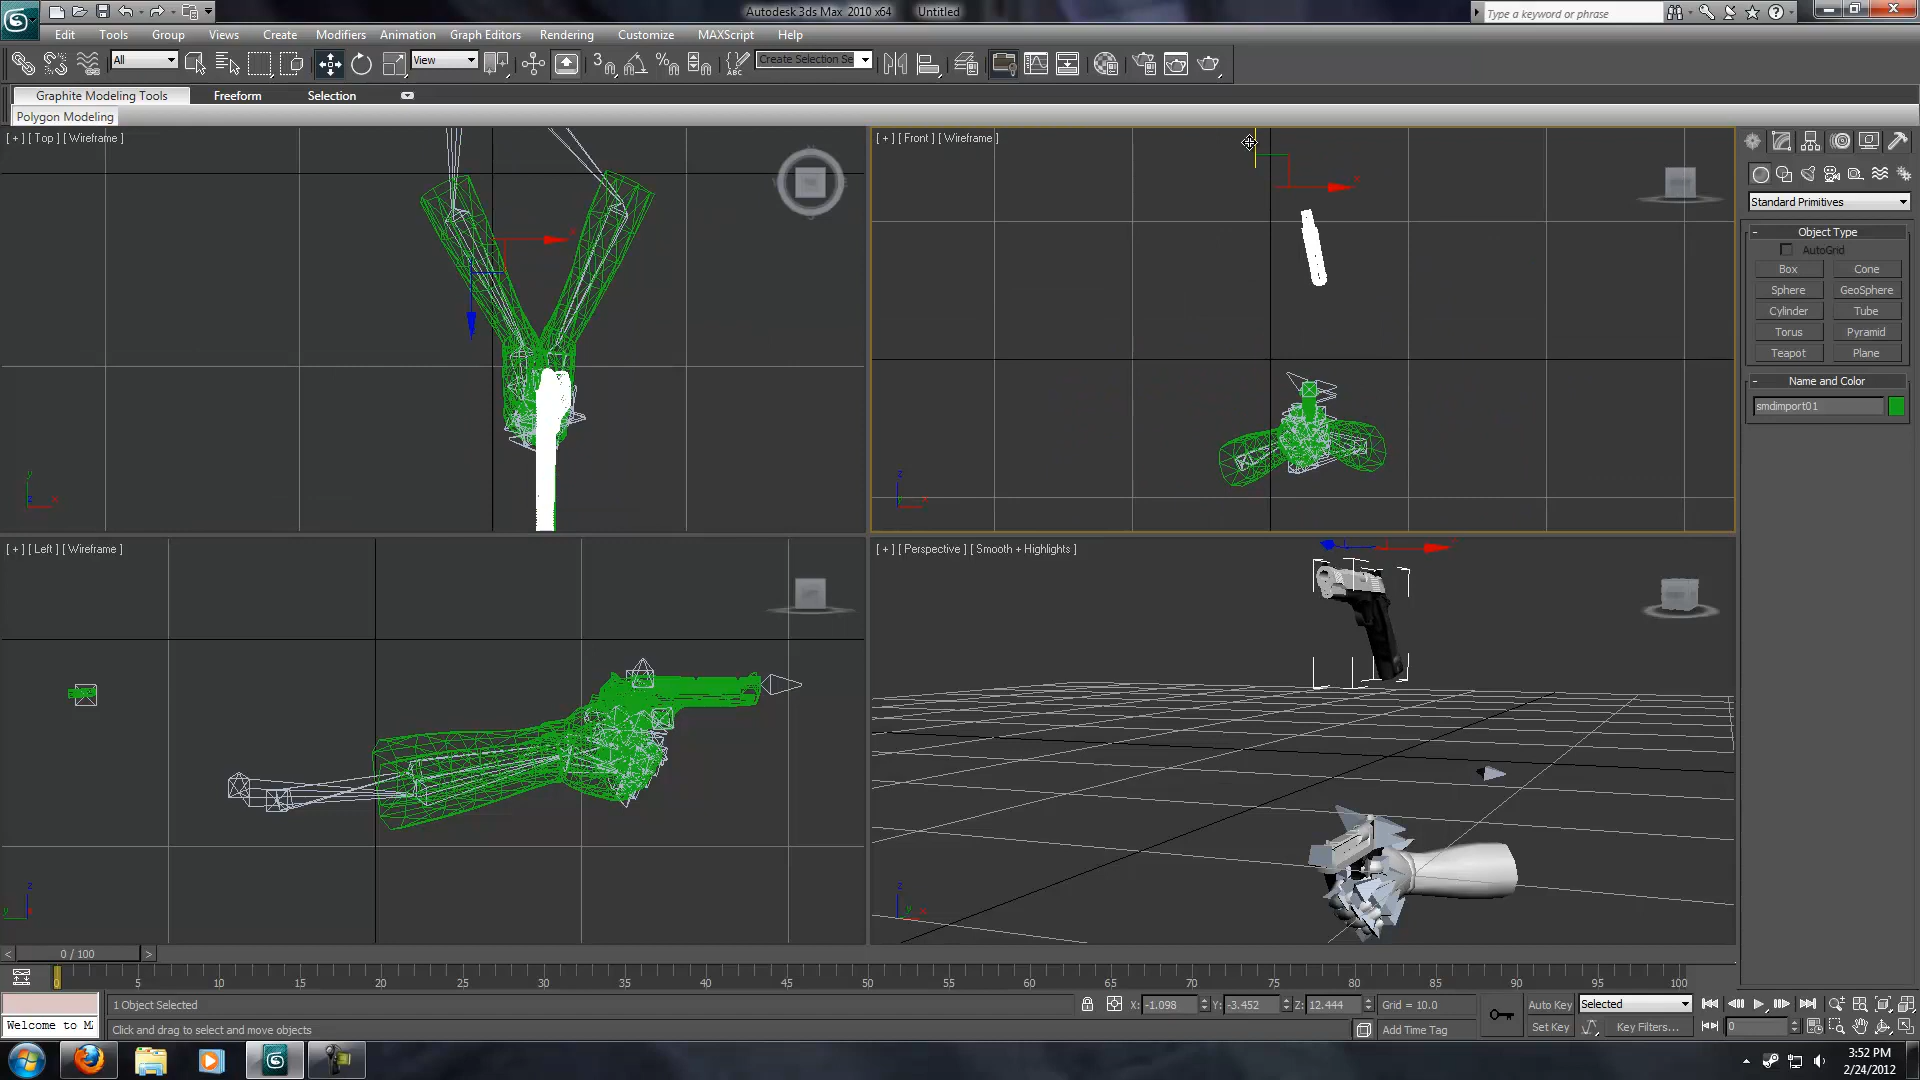 Autodesk 3ds Max 2010 x64 Untitled
Type a keyword or phrase
Edit Tools Group Views Create Modifiers Animation Graph Editors Rendering Customize MAXScript Help
All View 3 % ABC Create Selection Se
Graphite Modeling Tools Freeform Selection
Polygon Modeling
[ + ] [ Top ] [ Wireframe ]
[ + ] [ Front ] [ Wireframe ]
[ + ] [ Left ] [ Wireframe ]
[ + ] [ Perspective ] [ Smooth + Highlights ]
Standard Primitives
- Object Type
AutoGrid
Box Cone
Sphere GeoSphere
Cylinder Tube
Torus Pyramid
Teapot Plane
- Name and Color
smdimport01
< 0 / 100 >
0 5 10 15 20 25 30 35 40 45 50 55 60 65 70 75 80 85 90 95 100
1 Object Selected X: -1.098 Y: -3.452 Z: 12.444 Grid = 10.0 Auto Key Selected
Welcome to M Click and drag to select and move objects Add Time Tag Set Key Key Filters... 0
3:52 PM
2/24/2012